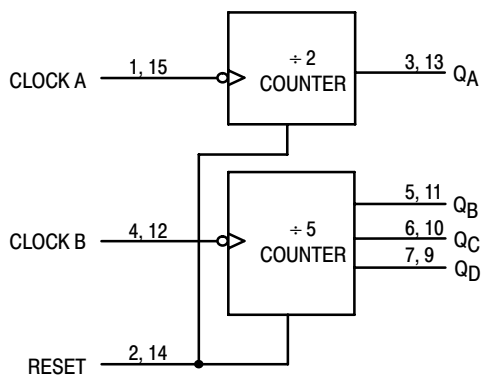 ÷ 2
COUNTER
CLOCK A
1, 15
3, 13
QA
÷ 5
COUNTER
CLOCK B
4, 12
5, 11
QB
6, 10
QC
7, 9
QD
RESET
2, 14